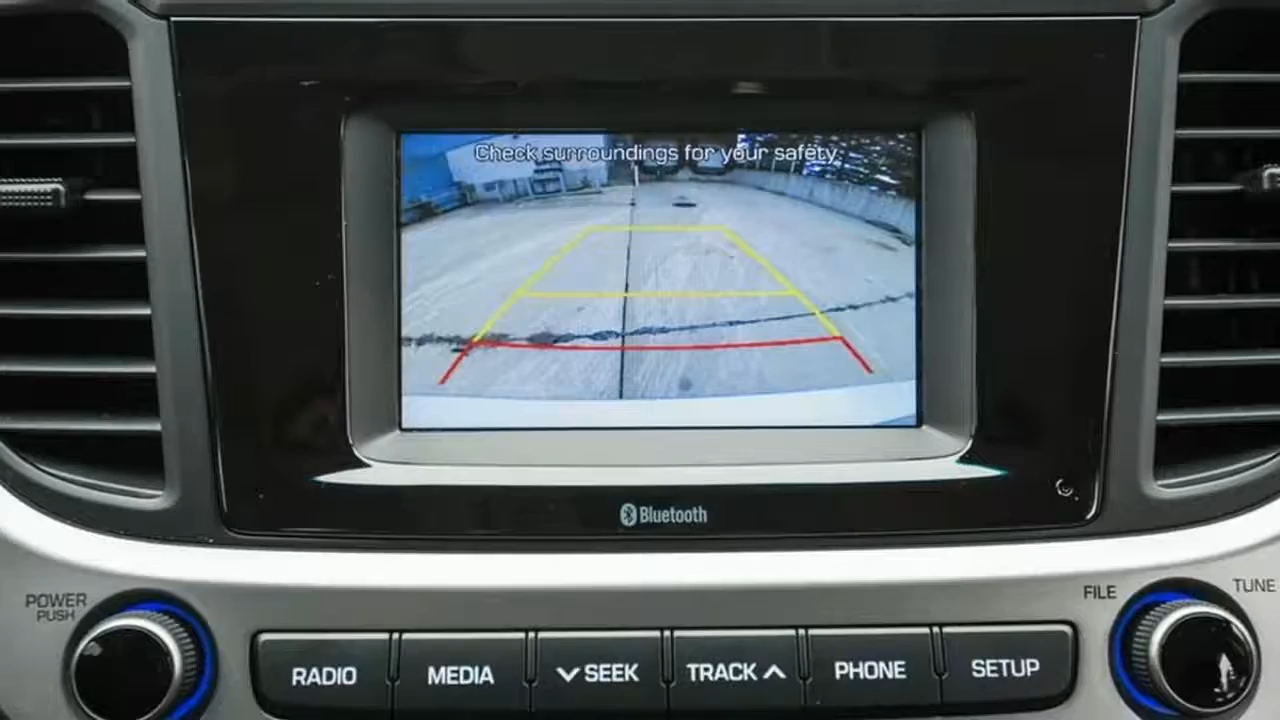 Check surroundings for your safety.
Bluetooth
POWER
PUSH
FILE
TUNE
RADIO
MEDIA
SEEK
TRACK
PHONE
SETUP